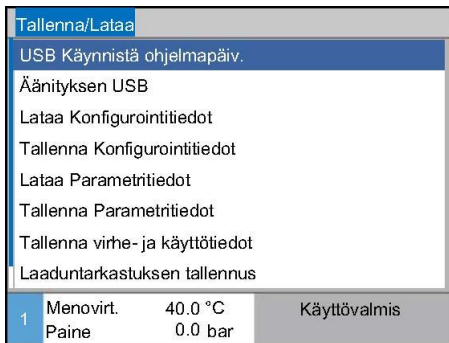 Tallenna/Lataa
USB Käynnistä ohjelmapäiv.
Äänityksen USB
Lataa Konfigurointitiedot
Tallenna Konfigurointitiedot
Lataa Parametritiedot
Tallenna Parametritiedot
Tallenna virhe- ja käyttötiedot
Laaduntarkastuksen tallennus
1 Menovirt. 40.0 °C Käyttövalmis
Paine 0.0 bar